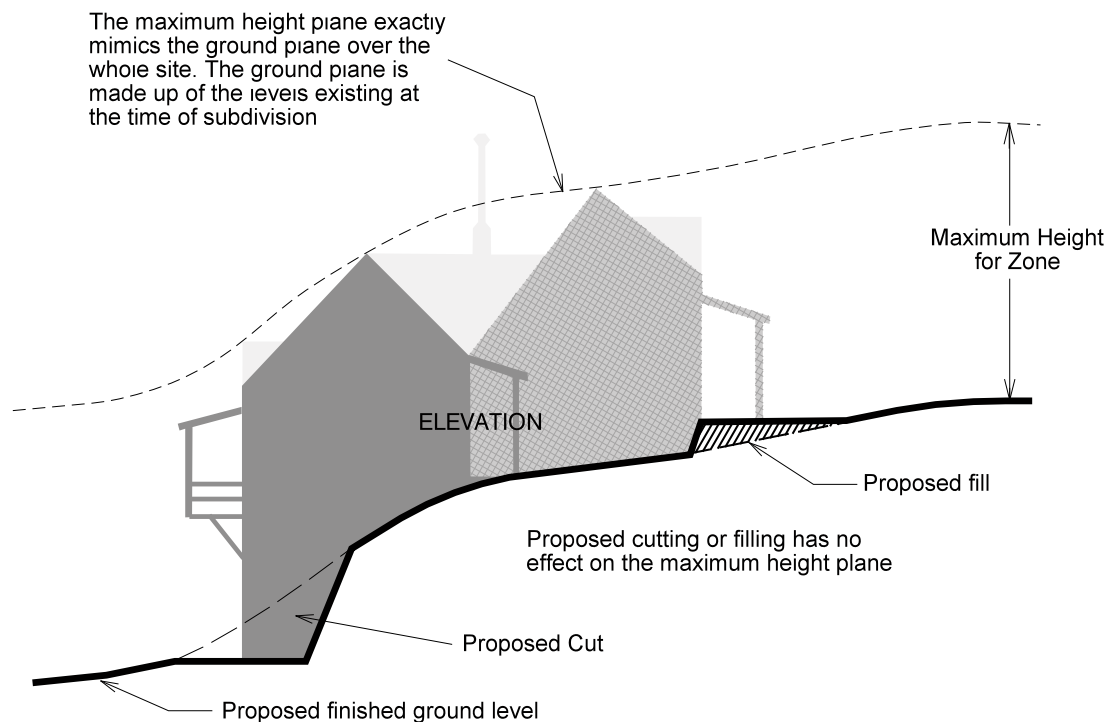 The maximum height plane exactly
mimics the ground plane over the
whole site. The ground plane is
made up of the levels existing at
the time of subdivision
Maximum Height
for Zone
ELEVATION
Proposed fill
Proposed cutting or filling has no
effect on the maximum height plane
Proposed Cut
Proposed finished ground level